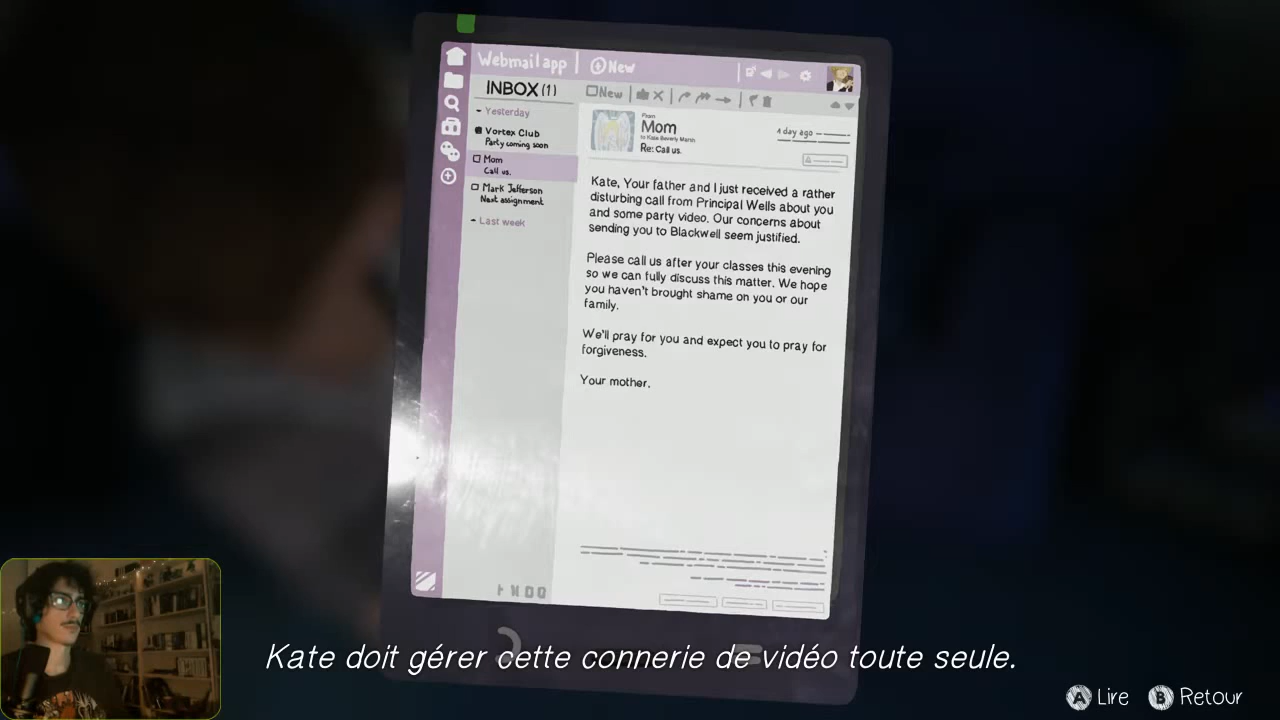 Webmail app
New
INBOX (1)
New
Yesterday
Vortex Club
Party coming soon
Mom
Call us.
Mark Jefferson
Next assignment
Last week
From
Mom
to Kate Beverly Marsh
Re: Call us.
1 day ago
Kate, Your father and I just received a rather
disturbing call from Principal Wells about you
and some party video. Our concerns about
sending you to Blackwell seem justified.
Please call us after your classes this evening
so we can fully discuss this matter. We hope
you haven't brought shame on you or our
family.
We'll pray for you and expect you to pray for
forgiveness.
Your mother.
Kate doit gérer cette connerie de vidéo toute seule.
A Lire B Retour